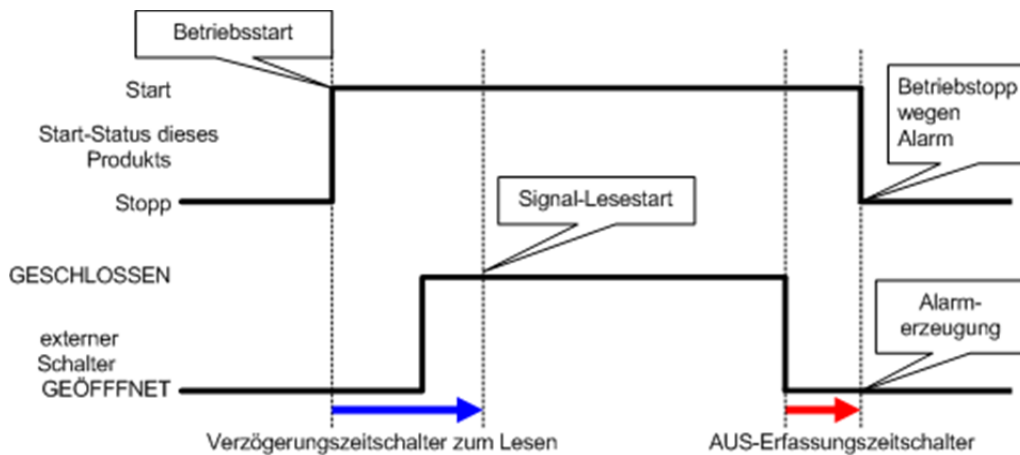 Betriebsstart
Start
Start-Status dieses
Produkts
Stopp
Betriebstopp
wegen
Alarm
Signal-Lesestart
GESCHLOSSEN
externer
Schalter
GEÖFFFNET
Alarm-
erzeugung
Verzögerungszeitschalter zum Lesen
AUS-Erfassungszeitschalter